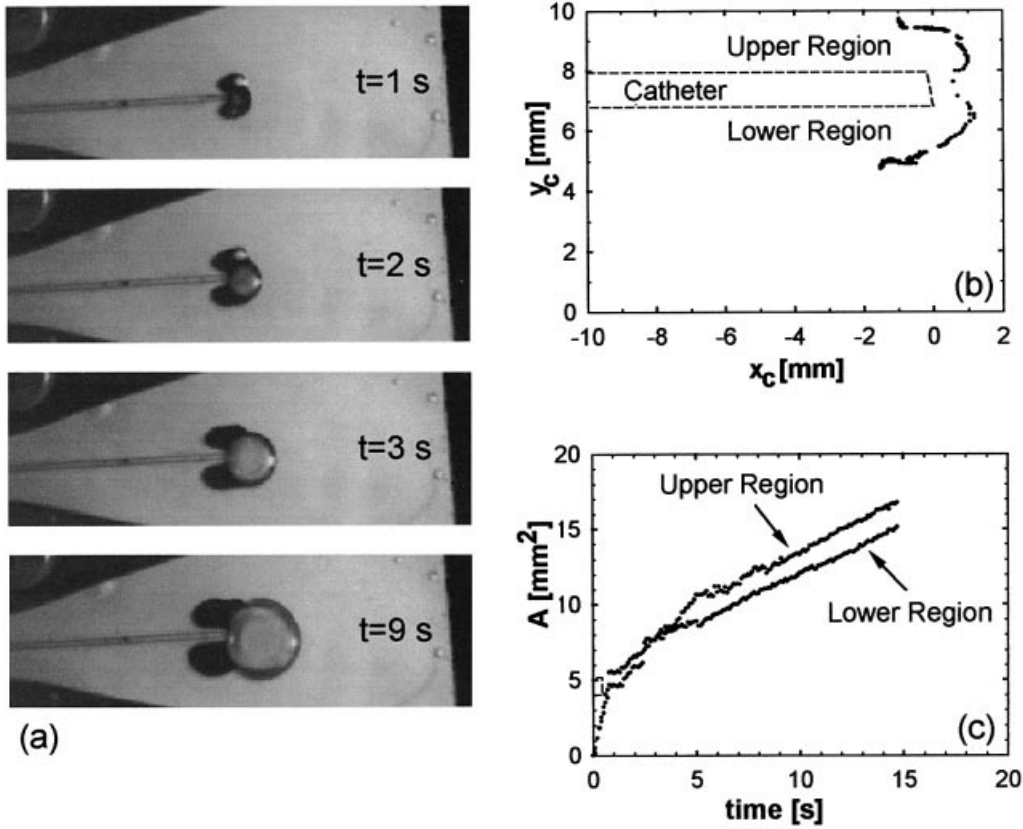 t=1 s
t=2 s
t=3 s
t=9 s
(a)
10
8
6
4
2
0
y_c [mm]
Upper Region
Catheter
Lower Region
(b)
-10 -8 -6 -4 -2 0 2
x_c [mm]
20
15
10
5
0
A [mm²]
Upper Region
Lower Region
(c)
0 5 10 15 20
time [s]